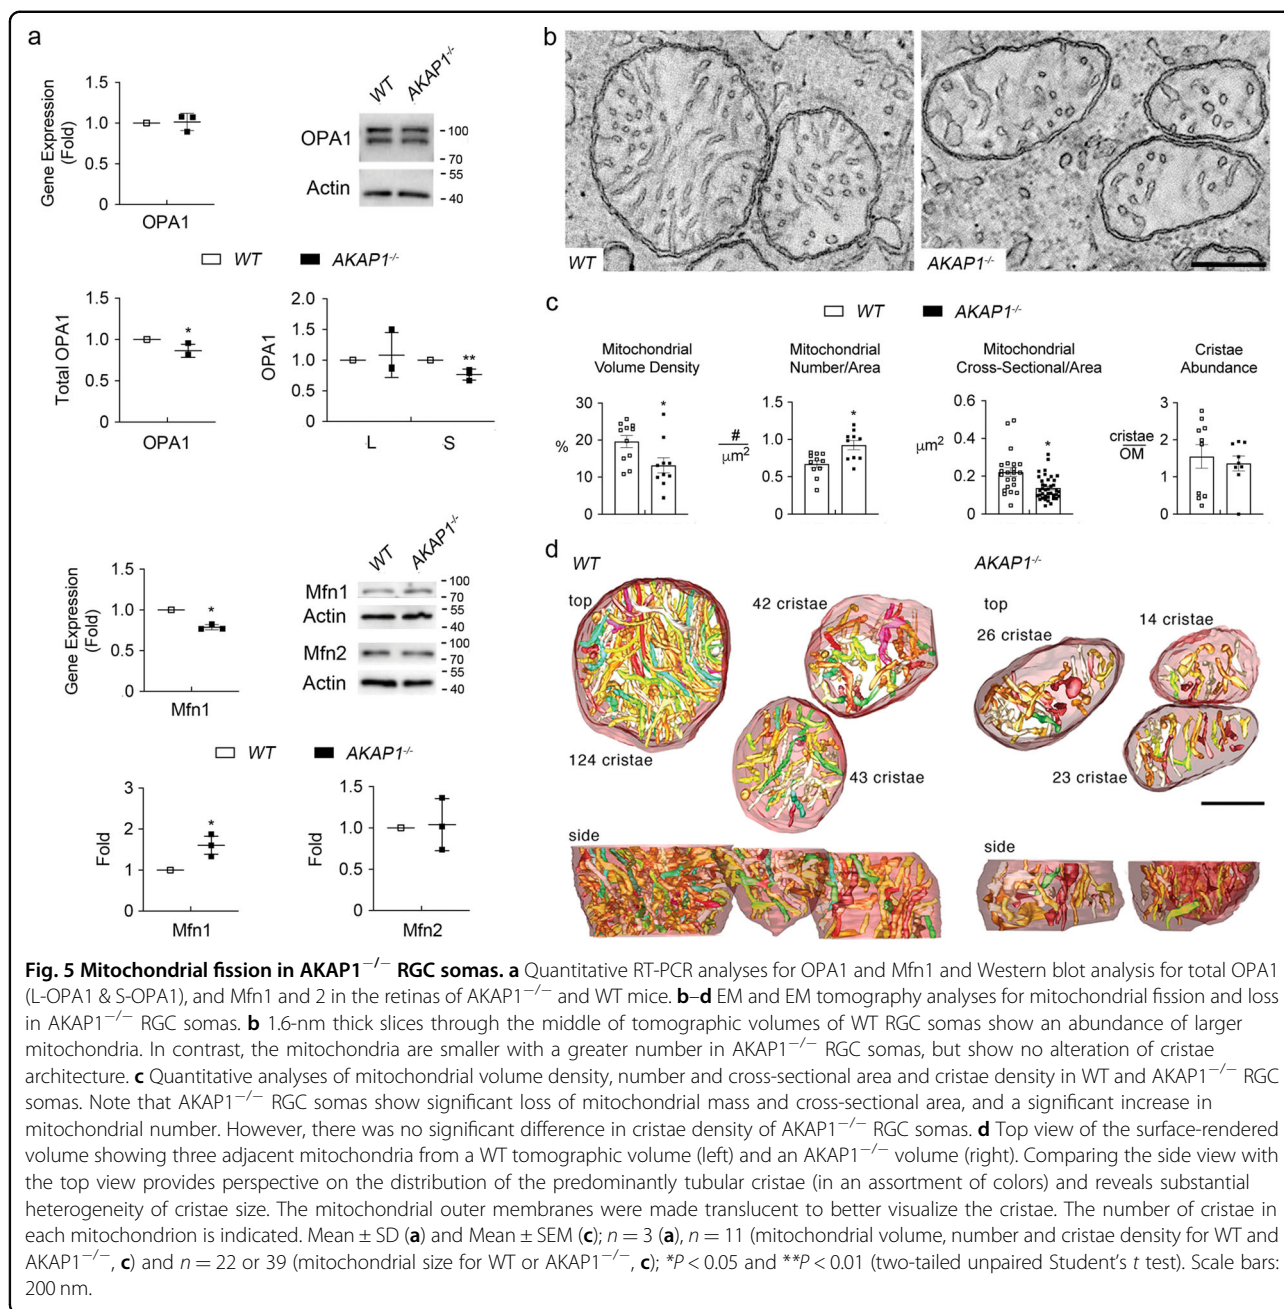 a
Gene Expression
(Fold)
1.5
1.0
0.5
0
OPA1
WT
AKAP1-/-
OPA1
Actin
- 100
- 70
- 55
- 40
WT
AKAP1-/-
Total OPA1
1.5
1.0
0.5
0
*
OPA1
OPA1
2.0
1.5
1.0
0.5
0
**
L
S
Gene Expression
(Fold)
1.5
1.0
0.5
0
*
Mfn1
WT
AKAP1-/-
Mfn1
Actin
Mfn2
Actin
- 100
- 70
- 55
- 40
- 100
- 70
- 55
- 40
WT
AKAP1-/-
Fold
3
2
1
0
*
Mfn1
Fold
1.5
1.0
0.5
0
Mfn2
b
WT
AKAP1-/-
c
WT
AKAP1-/-
Mitochondrial
Volume Density
%
30
20
10
0
*
Mitochondrial
Number/Area
#
μm²
1.5
1.0
0.5
0
*
Mitochondrial
Cross-Sectional/Area
μm²
0.6
0.4
0.2
0
*
Cristae
Abundance
cristae
OM
3
2
1
0
d
WT
AKAP1-/-
top
42 cristae
124 cristae
43 cristae
side
top
26 cristae
14 cristae
23 cristae
side
Fig. 5 Mitochondrial fission in AKAP1−/− RGC somas. a Quantitative RT-PCR analyses for OPA1 and Mfn1 and Western blot analysis for total OPA1
(L-OPA1 & S-OPA1), and Mfn1 and 2 in the retinas of AKAP1−/− and WT mice. b–d EM and EM tomography analyses for mitochondrial fission and loss
in AKAP1−/− RGC somas. b 1.6-nm thick slices through the middle of tomographic volumes of WT RGC somas show an abundance of larger
mitochondria. In contrast, the mitochondria are smaller with a greater number in AKAP1−/− RGC somas, but show no alteration of cristae
architecture. c Quantitative analyses of mitochondrial volume density, number and cross-sectional area and cristae density in WT and AKAP1−/− RGC
somas. Note that AKAP1−/− RGC somas show significant loss of mitochondrial mass and cross-sectional area, and a significant increase in
mitochondrial number. However, there was no significant difference in cristae density of AKAP1−/− RGC somas. d Top view of the surface-rendered
volume showing three adjacent mitochondria from a WT tomographic volume (left) and an AKAP1−/− volume (right). Comparing the side view with
the top view provides perspective on the distribution of the predominantly tubular cristae (in an assortment of colors) and reveals substantial
heterogeneity of cristae size. The mitochondrial outer membranes were made translucent to better visualize the cristae. The number of cristae in
each mitochondrion is indicated. Mean ± SD (a) and Mean ± SEM (c); n = 3 (a), n = 11 (mitochondrial volume, number and cristae density for WT and
AKAP1−/−, c) and n = 22 or 39 (mitochondrial size for WT or AKAP1−/−, c); *P < 0.05 and **P < 0.01 (two-tailed unpaired Student's t test). Scale bars:
200 nm.